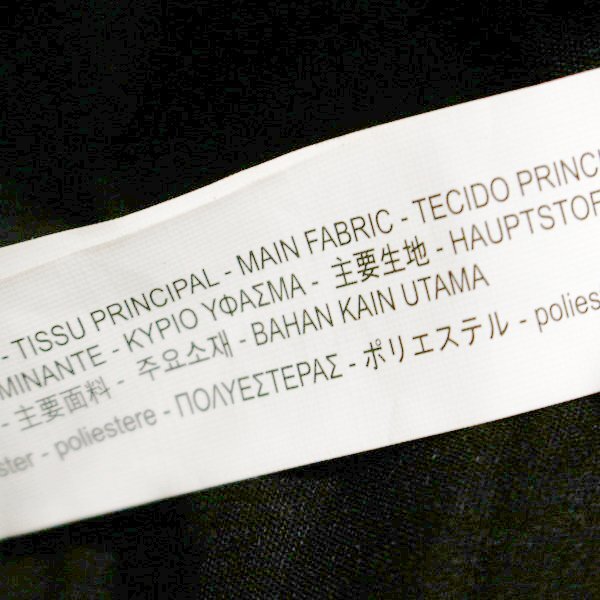 - TISSU PRINCIPAL - MAIN FABRIC - TECIDO PRINCI
MINANTE - ΚΥΡΙΟ ΥΦΑΣΜΑ - 主要生地 - HAUPTSTOF
- 主要面料 - 주요소재 - BAHAN KAIN UTAMA
ster - poliestere - ΠΟΛΥΕΣΤΕΡΑΣ - ポリエステル - polies